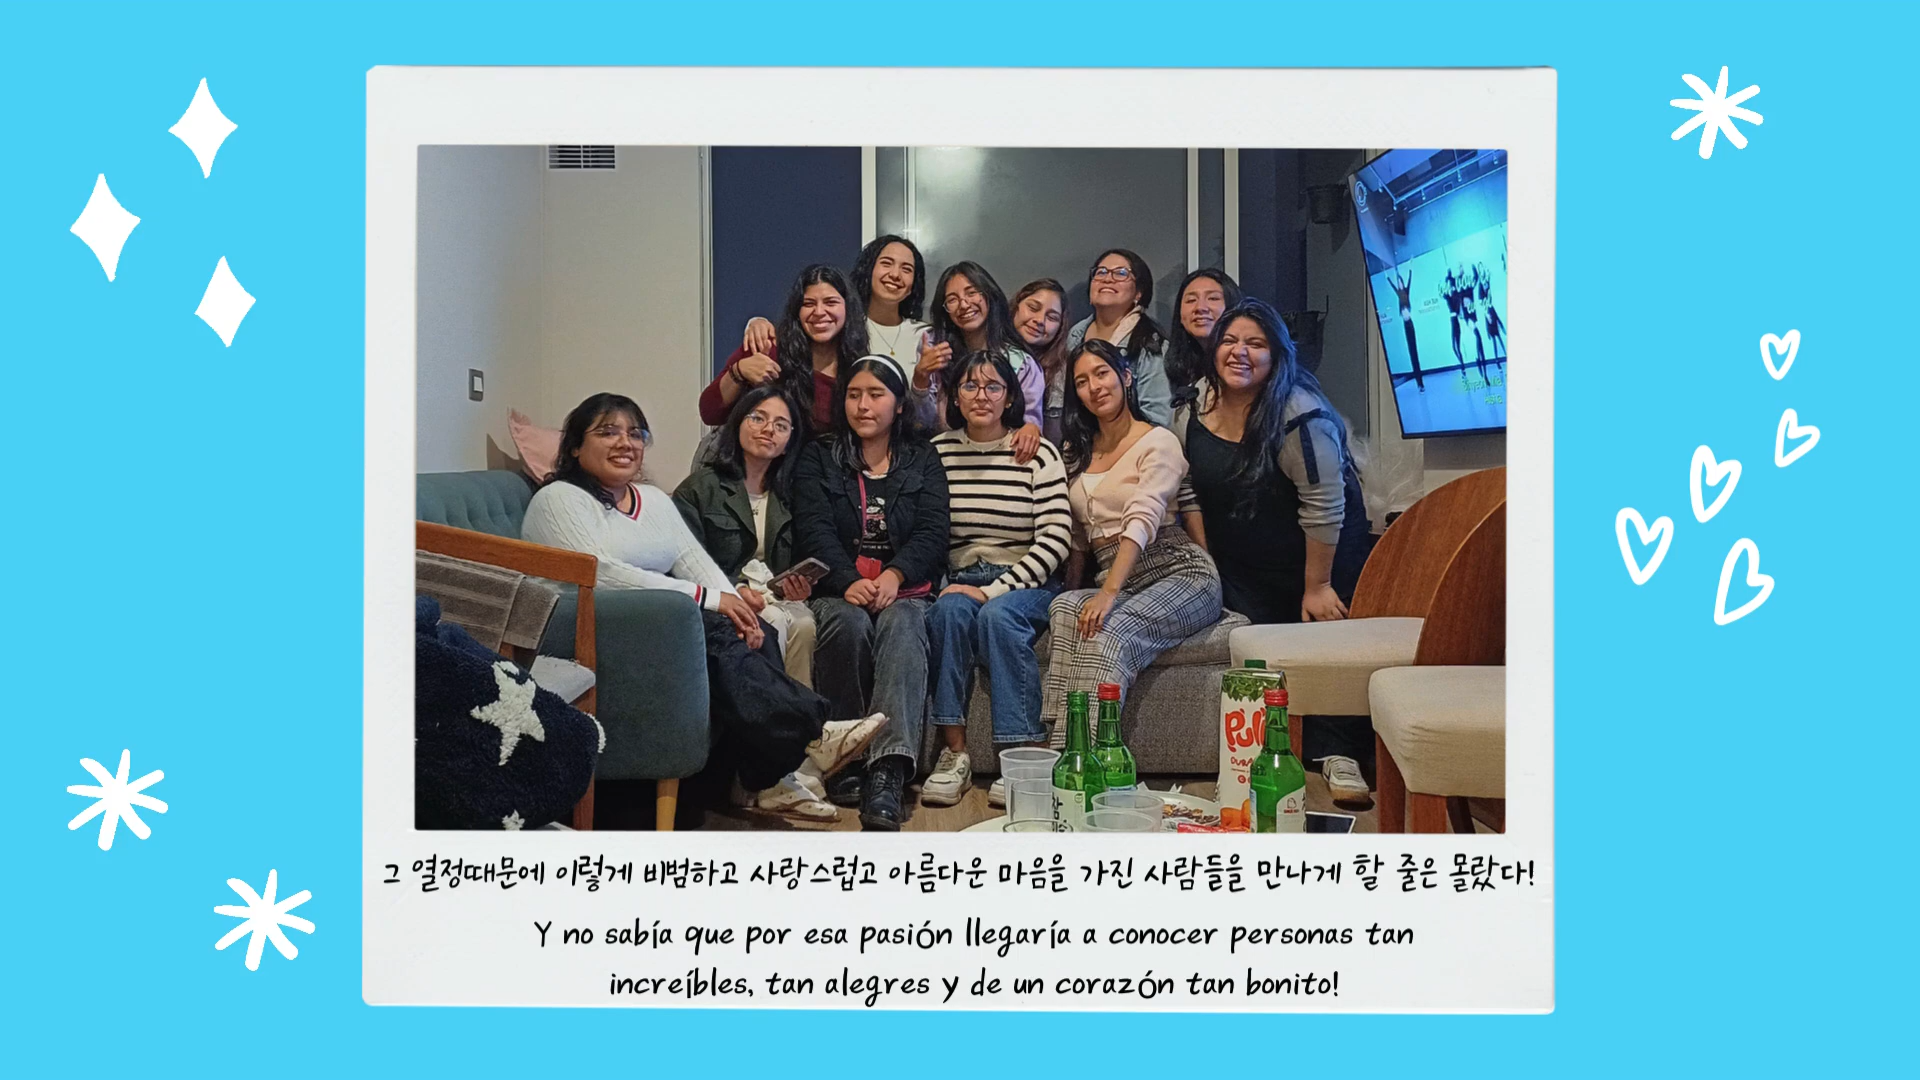 그 열정때문에 이렇게 비범하고 사랑스럽고 아름다운 마음을 가진 사람들을 만나게 할 줄은 몰랐다!
Y no sabía que por esa pasión llegaría a conocer personas tan
increíbles, tan alegres y de un corazón tan bonito!